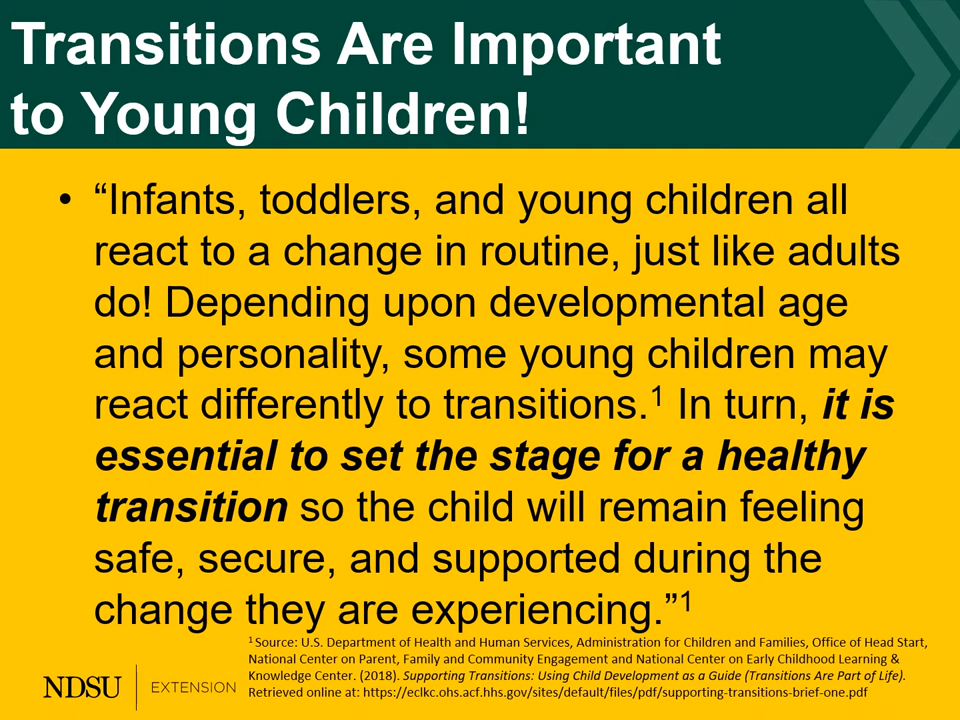 Transitions Are Important
to Young Children!
• “Infants, toddlers, and young children all
react to a change in routine, just like adults
do! Depending upon developmental age
and personality, some young children may
react differently to transitions.¹ In turn, it is
essential to set the stage for a healthy
transition so the child will remain feeling
safe, secure, and supported during the
change they are experiencing.”¹
¹ Source: U.S. Department of Health and Human Services, Administration for Children and Families, Office of Head Start,
National Center on Parent, Family and Community Engagement and National Center on Early Childhood Learning &
Knowledge Center. (2018). Supporting Transitions: Using Child Development as a Guide (Transitions Are Part of Life).
Retrieved online at: https://eclkc.ohs.acf.hhs.gov/sites/default/files/pdf/supporting-transitions-brief-one.pdf
NDSU EXTENSION